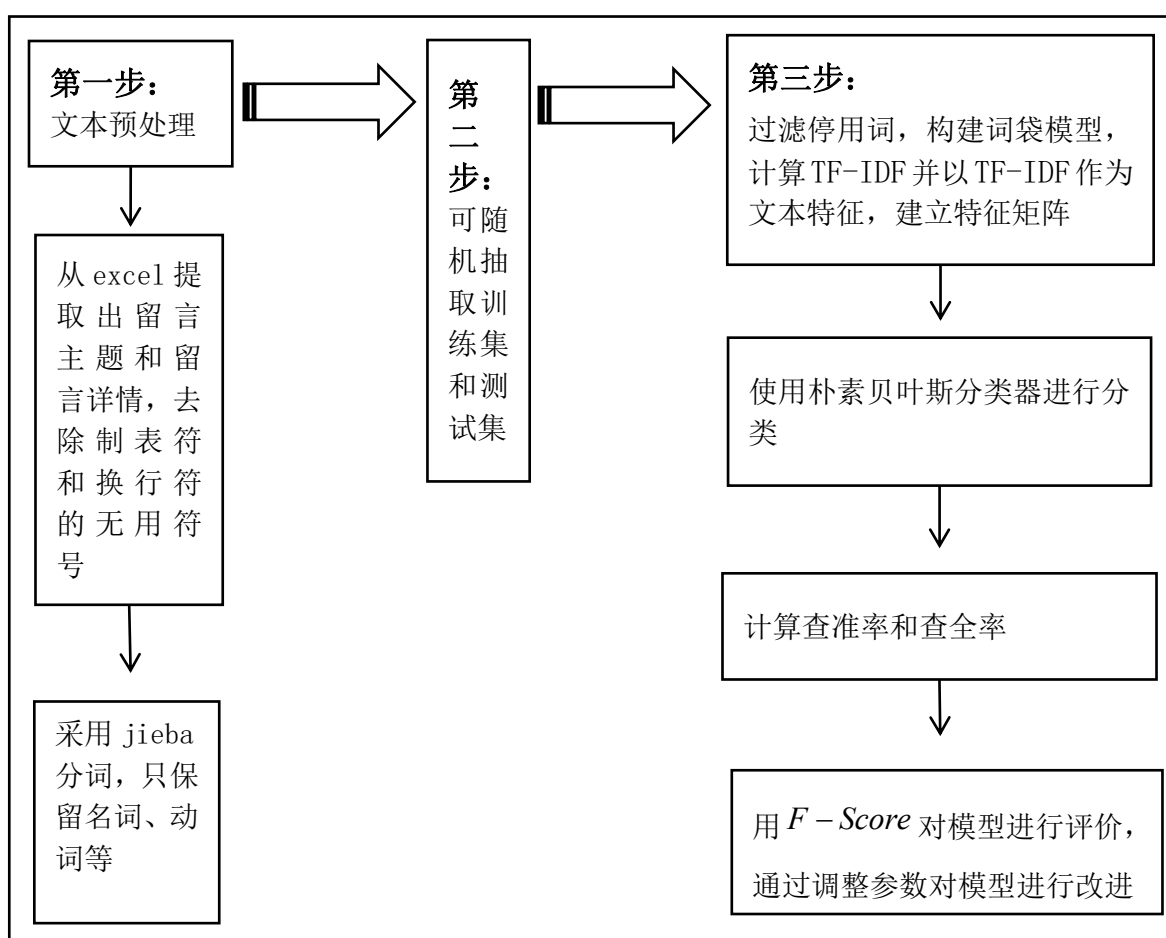 第一步：
文本预处理
从excel提
取出留言
主题和留
言详情，去
除制表符
和换行符
的无用符
号
采用jieba
分词，只保
留名词、动
词等
第
二
步：
可随
机抽
取训
练集
和测
试集
第三步：
过滤停用词，构建词袋模型，
计算TF-IDF并以TF-IDF作为
文本特征，建立特征矩阵
使用朴素贝叶斯分类器进行分
类
计算查准率和查全率
用F－Score对模型进行评价，
通过调整参数对模型进行改进